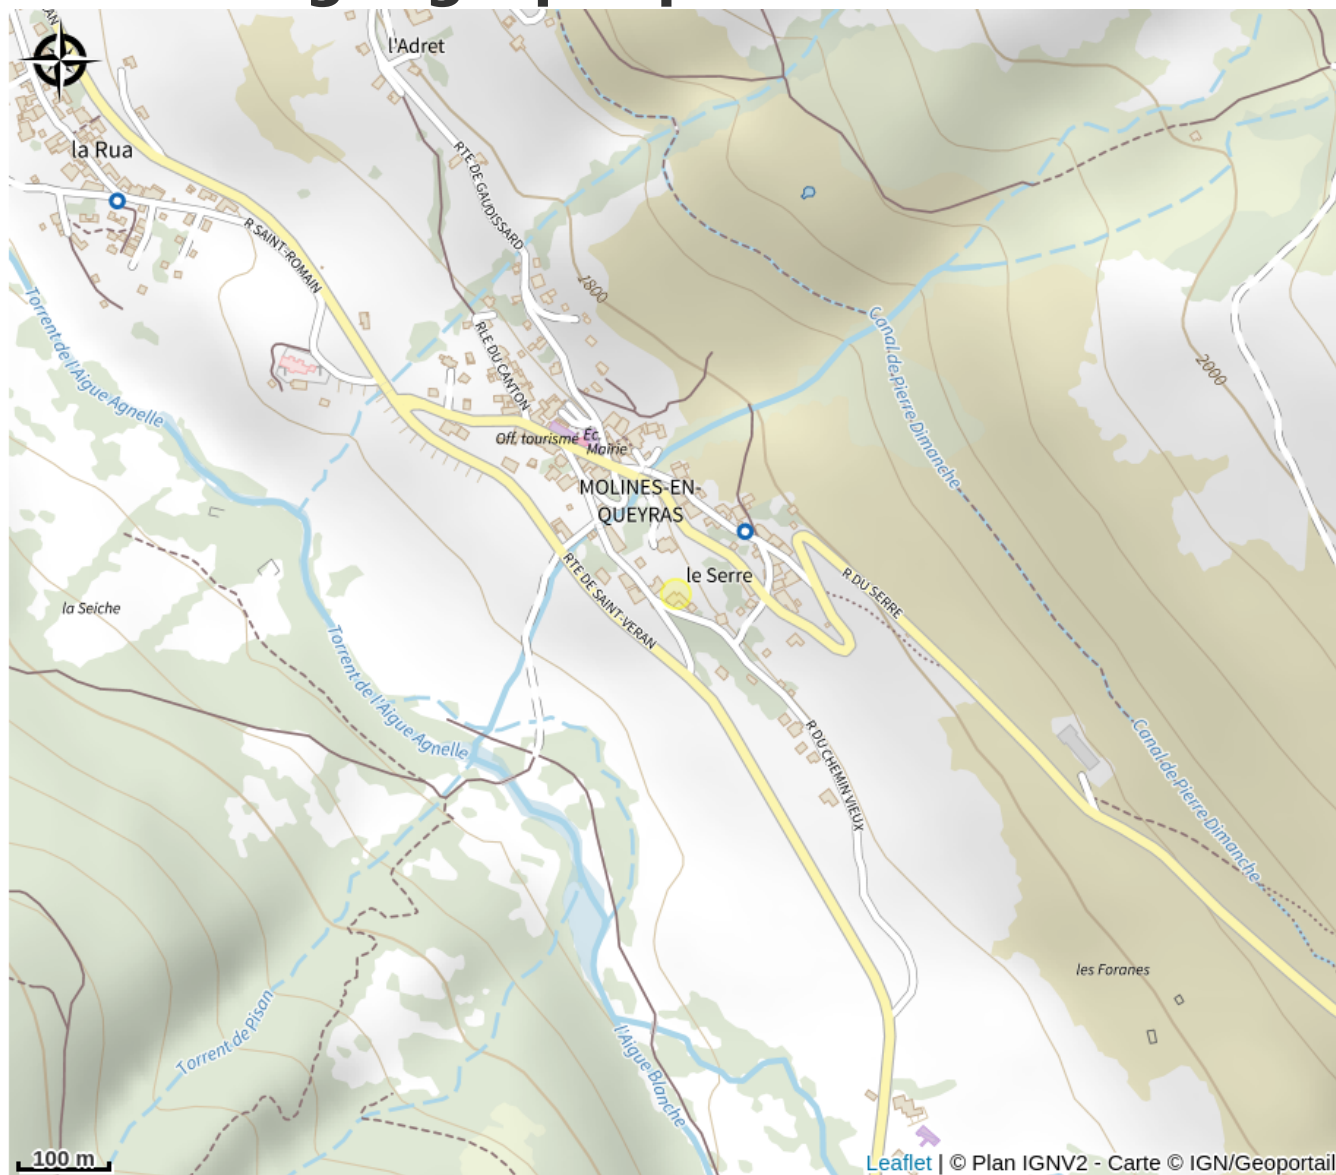 l'Adret
la Rua
RTE DE GAUDISSARD
R SAINT-ROMAIN
1800
Torrent de l'Aigue Agnelle
RLE DU CANTON
Canal de Pierre Dimanche
2000
Off. tourisme
Éc.
Mairie
MOLINES-EN-
QUEYRAS
le Serre
R DU SERRE
RTE DE SAINT-VERAN
la Seiche
Torrent de l'Aigue Agnelle
R DU CHEMIN VIEUX
Canal de Pierre Dimanche
les Foranes
Torrent de Pisan
l'Aigue Blanche
100 m
Leaflet | © Plan IGNV2 - Carte © IGN/Geoportail